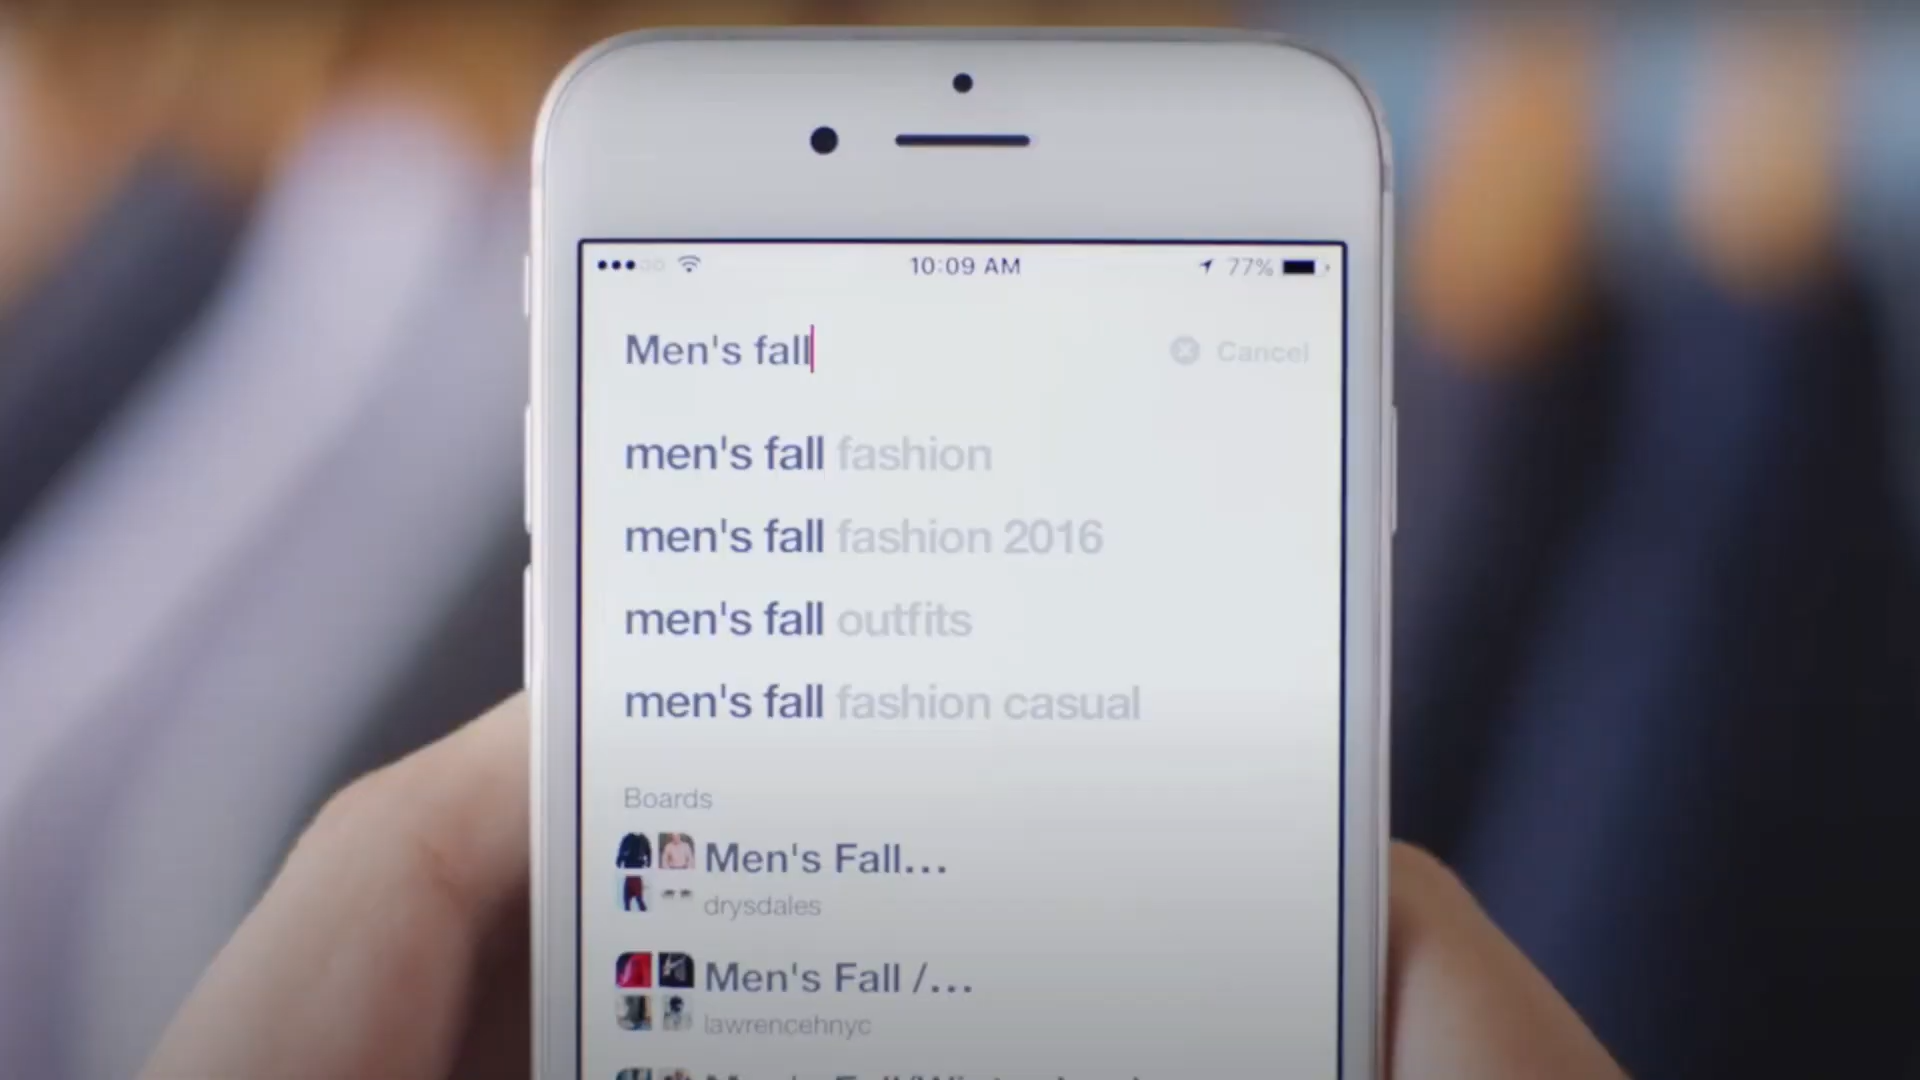 10:09 AM
77%
Men's fall
Cancel
men's fall fashion
men's fall fashion 2016
men's fall outfits
men's fall fashion casual
Boards
Men's Fall...
drysdales
Men's Fall /...
lawrencehnyc